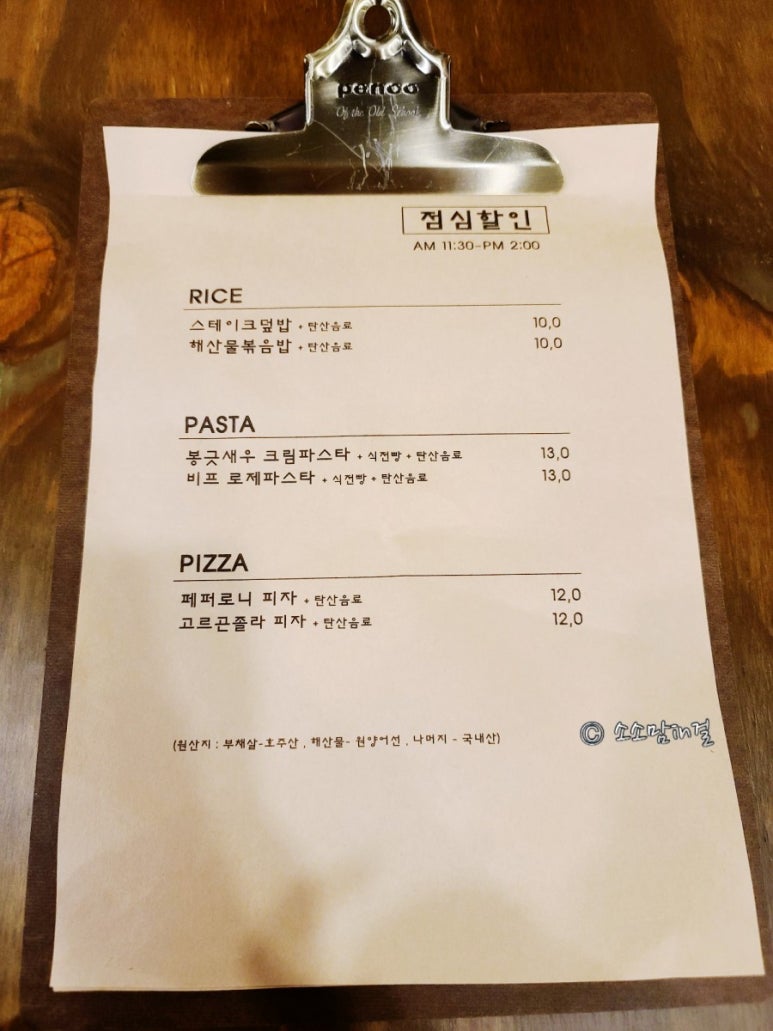 penco
Of the Old School
점심할인
AM 11:30-PM 2:00
RICE
스테이크덮밥 + 탄산음료 10,0
해산물볶음밥 + 탄산음료 10,0
PASTA
봉긋새우 크림파스타 + 식전빵 + 탄산음료 13,0
비프 로제파스타 + 식전빵 + 탄산음료 13,0
PIZZA
페퍼로니 피자 + 탄산음료 12,0
고르곤졸라 피자 + 탄산음료 12,0
(원산지 : 부채살-호주산 , 해산물- 원양어선 , 나머지 - 국내산)
© 소소맘해결